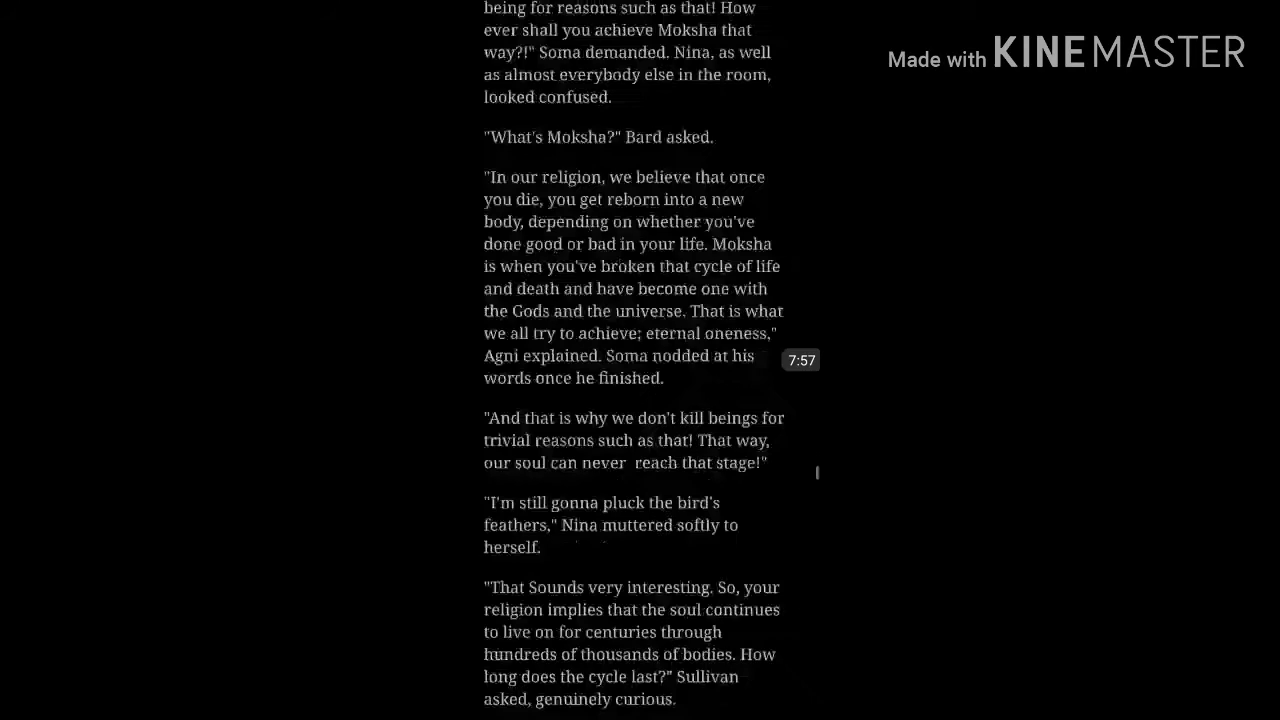 being for reasons such as that! How
ever shall you achieve Moksha that
way?!" Soma demanded. Nina, as well
as almost everybody else in the room,
looked confused.
Made with KINEMASTER
"What's Moksha?" Bard asked.
"In our religion, we believe that once
you die, you get reborn into a new
body, depending on whether you've
done good or bad in your life. Moksha
is when you've broken that cycle of life
and death and have become one with
the Gods and the universe. That is what
we all try to achieve; eternal oneness,"
Agni explained. Soma nodded at his
words once he finished.
7:57
"And that is why we don't kill beings for
trivial reasons such as that! That way,
our soul can never reach that stage!"
"I'm still gonna pluck the bird's
feathers," Nina muttered softly to
herself.
"That Sounds very interesting. So, your
religion implies that the soul continues
to live on for centuries through
hundreds of thousands of bodies. How
long does the cycle last?" Sullivan
asked, genuinely curious.